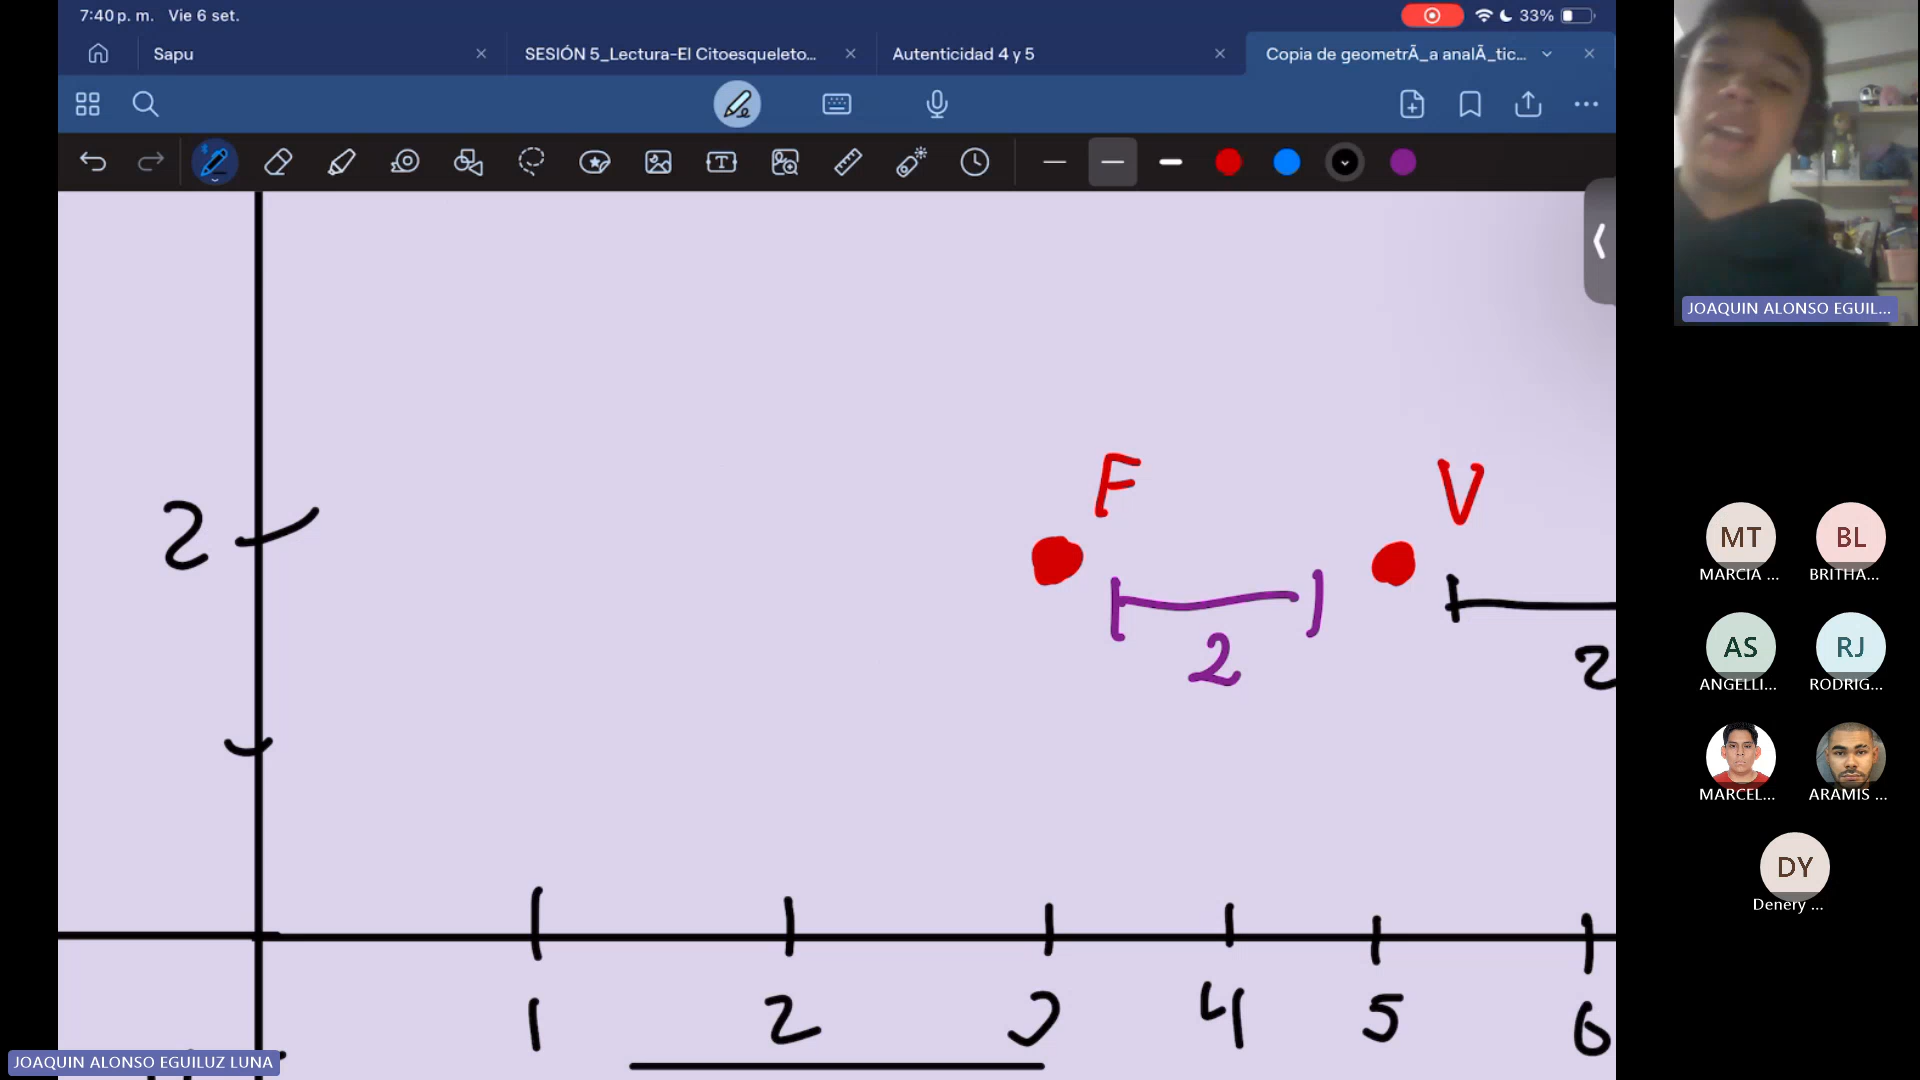 7:40 p. m. Vie 6 set.
33%
Sapu
SESIÓN 5_Lectura-El Citoesqueleto...
Autenticidad 4 y 5
Copia de geometrÃ_a analÃ_tic...
JOAQUIN ALONSO EGUIL...
F
V
2
2
2
MT
BL
MARCIA ...
BRITHA...
AS
RJ
ANGELLI...
RODRIG...
MARCEL...
ARAMIS ...
DY
Denery ...
1 2 3 4 5 6
JOAQUIN ALONSO EGUILUZ LUNA